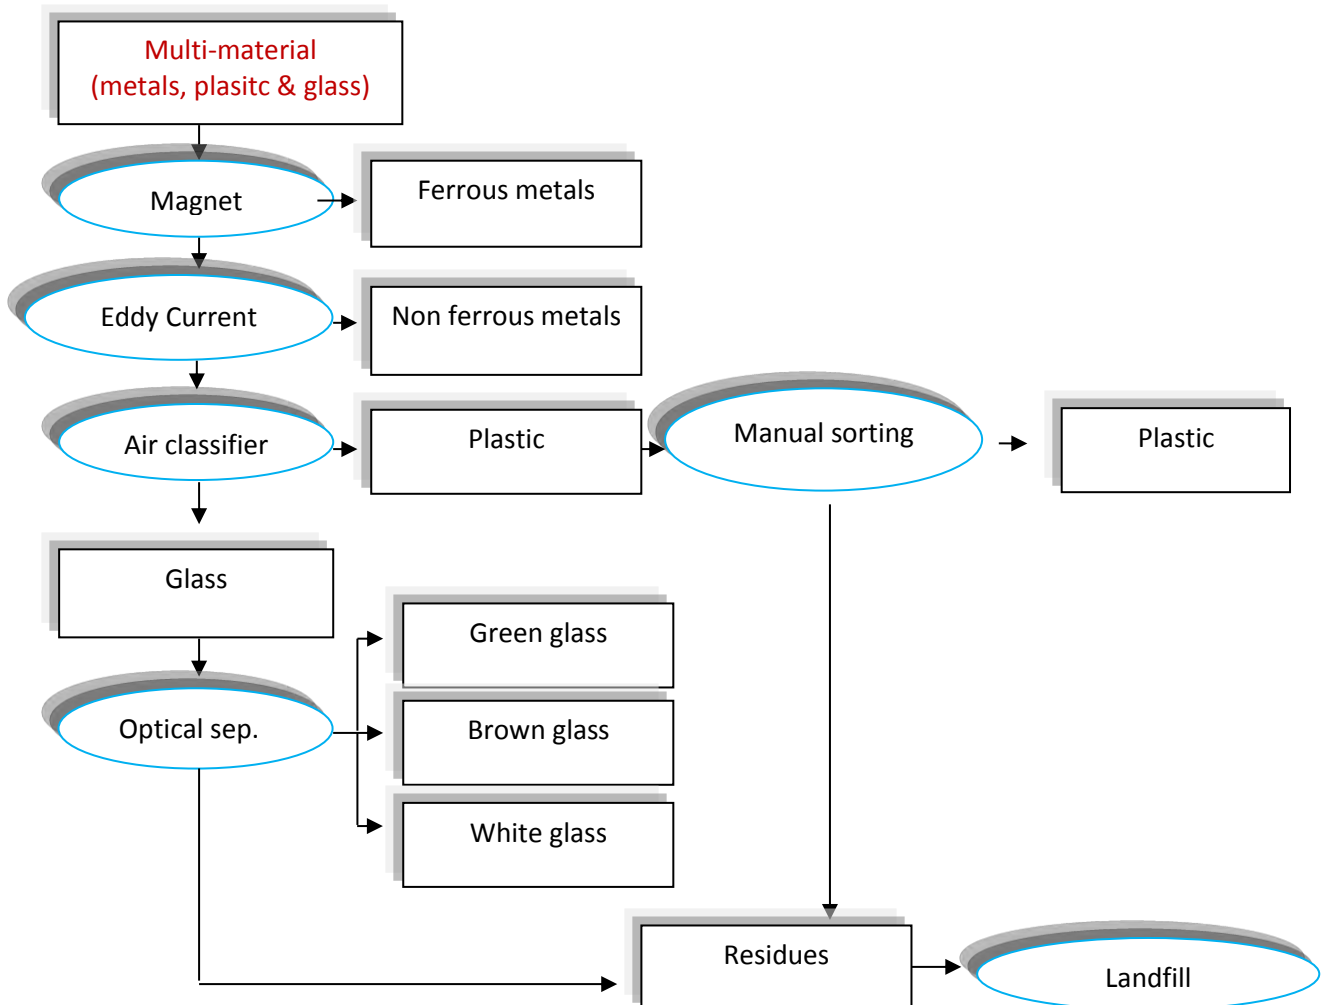 Multi-material
(metals, plasitc & glass)
Magnet
Ferrous metals
Eddy Current
Non ferrous metals
Air classifier
Plastic
Manual sorting
Plastic
Glass
Green glass
Optical sep.
Brown glass
White glass
Residues
Landfill